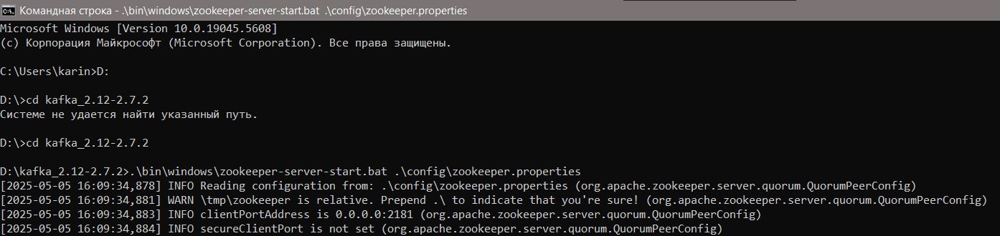 Командная строка - .\bin\windows\zookeeper-server-start.bat .\config\zookeeper.properties
Microsoft Windows [Version 10.0.19045.5608]
(c) Корпорация Майкрософт (Microsoft Corporation). Все права защищены.
C:\Users\karin>D:
D:\>cd kafka_2.12-2.7.2
Системе не удается найти указанный путь.
D:\>cd kafka_2.12-2.7.2
D:\kafka_2.12-2.7.2>.\bin\windows\zookeeper-server-start.bat .\config\zookeeper.properties
[2025-05-05 16:09:34,878] INFO Reading configuration from: .\config\zookeeper.properties (org.apache.zookeeper.server.quorum.QuorumPeerConfig)
[2025-05-05 16:09:34,881] WARN \tmp\zookeeper is relative. Prepend .\ to indicate that you're sure! (org.apache.zookeeper.server.quorum.QuorumPeerConfig)
[2025-05-05 16:09:34,883] INFO clientPortAddress is 0.0.0.0:2181 (org.apache.zookeeper.server.quorum.QuorumPeerConfig)
[2025-05-05 16:09:34,884] INFO secureClientPort is not set (org.apache.zookeeper.server.quorum.QuorumPeerConfig)